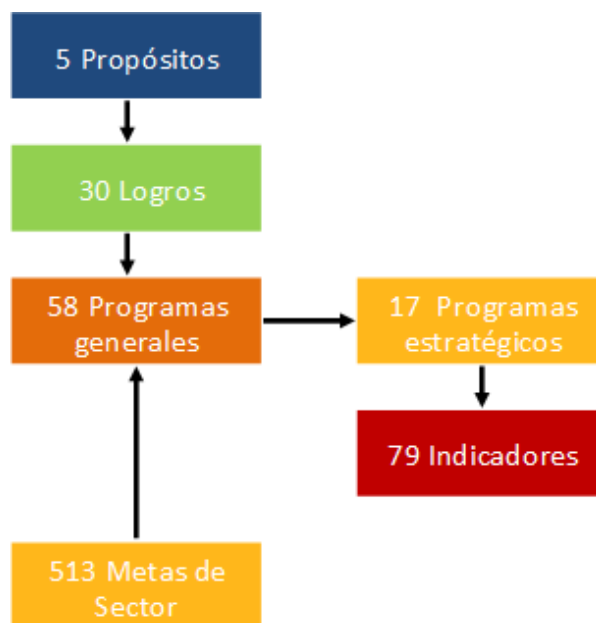 5 Propósitos
30 Logros
58 Programas
generales
17 Programas
estratégicos
79 Indicadores
513 Metas de
Sector